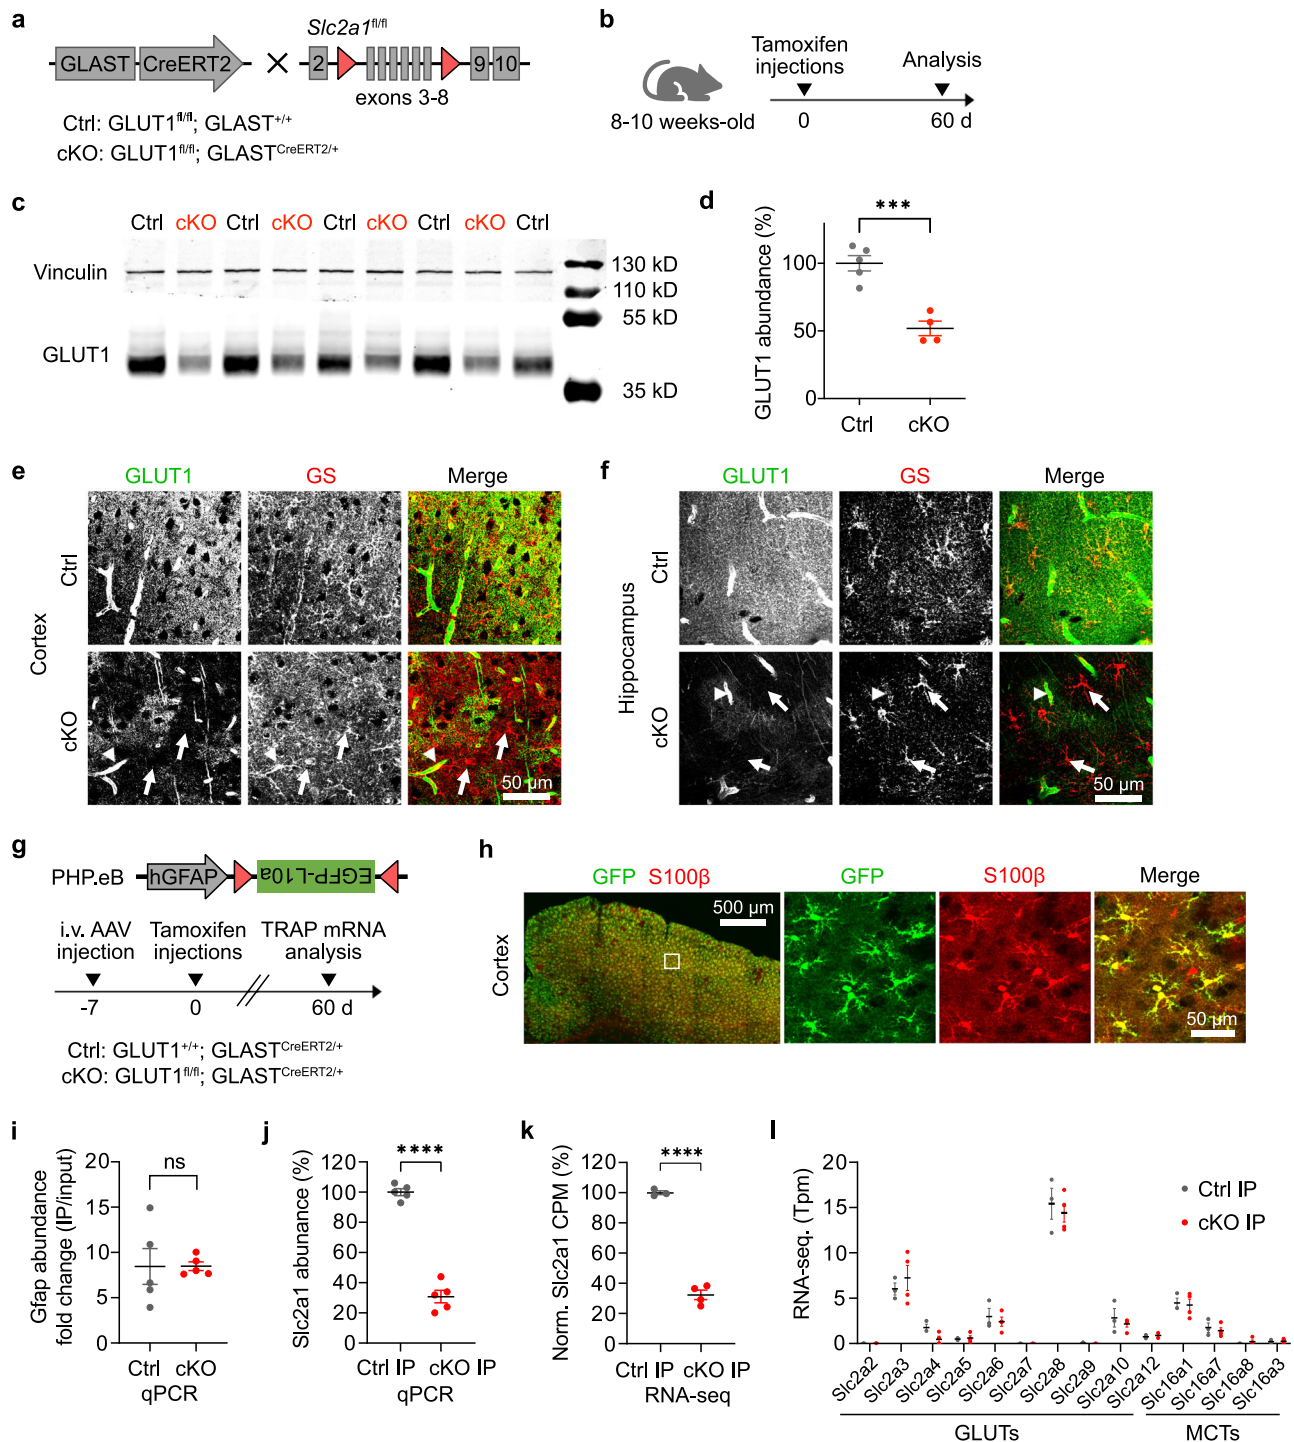 a
Slc2a1fl/fl
GLAST CreERT2 × 2 9 10
exons 3-8
Ctrl: GLUT1fl/fl; GLAST+/+
cKO: GLUT1fl/fl; GLASTCreERT2/+
b
Tamoxifen injections
Analysis
8-10 weeks-old
0 60 d
c
Ctrl cKO Ctrl cKO Ctrl cKO Ctrl cKO Ctrl
Vinculin
GLUT1
130 kD
110 kD
55 kD
35 kD
d
***
GLUT1 abundance (%)
100
50
0
Ctrl cKO
e
GLUT1 GS Merge
Cortex
Ctrl
cKO
50 µm
f
GLUT1 GS Merge
Hippocampus
Ctrl
cKO
50 µm
g
PHP.eB hGFAP EGFP-L10a
i.v. AAV injection
Tamoxifen injections
TRAP mRNA analysis
-7 0 60 d
Ctrl: GLUT1+/+; GLASTCreERT2/+
cKO: GLUT1fl/fl; GLASTCreERT2/+
h
GFP S100β GFP S100β Merge
Cortex
500 µm
50 µm
i
Gfap abundance
fold change (IP/input)
20
15
10
5
0
ns
Ctrl cKO
qPCR
j
Slc2a1 abunance (%)
120
100
80
60
40
20
0
****
Ctrl IP cKO IP
qPCR
k
Norm. Slc2a1 CPM (%)
120
100
80
60
40
20
0
****
Ctrl IP cKO IP
RNA-seq
l
RNA-seq. (Tpm)
20
15
10
5
0
Ctrl IP
cKO IP
Slc2a2 Slc2a3 Slc2a4 Slc2a5 Slc2a6 Slc2a7 Slc2a8 Slc2a9 Slc2a10 Slc2a12 Slc16a1 Slc16a7 Slc16a8 Slc16a3
GLUTs MCTs